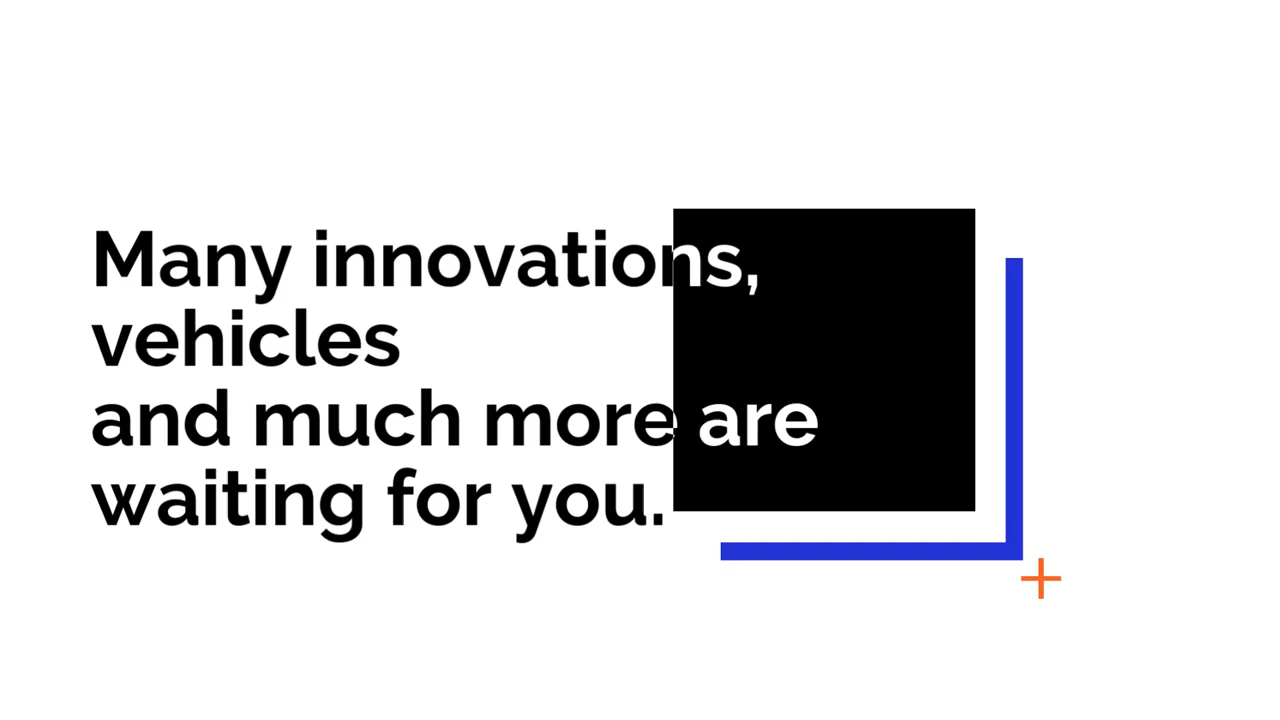 Many innovations,
vehicles
and much more are
waiting for you.